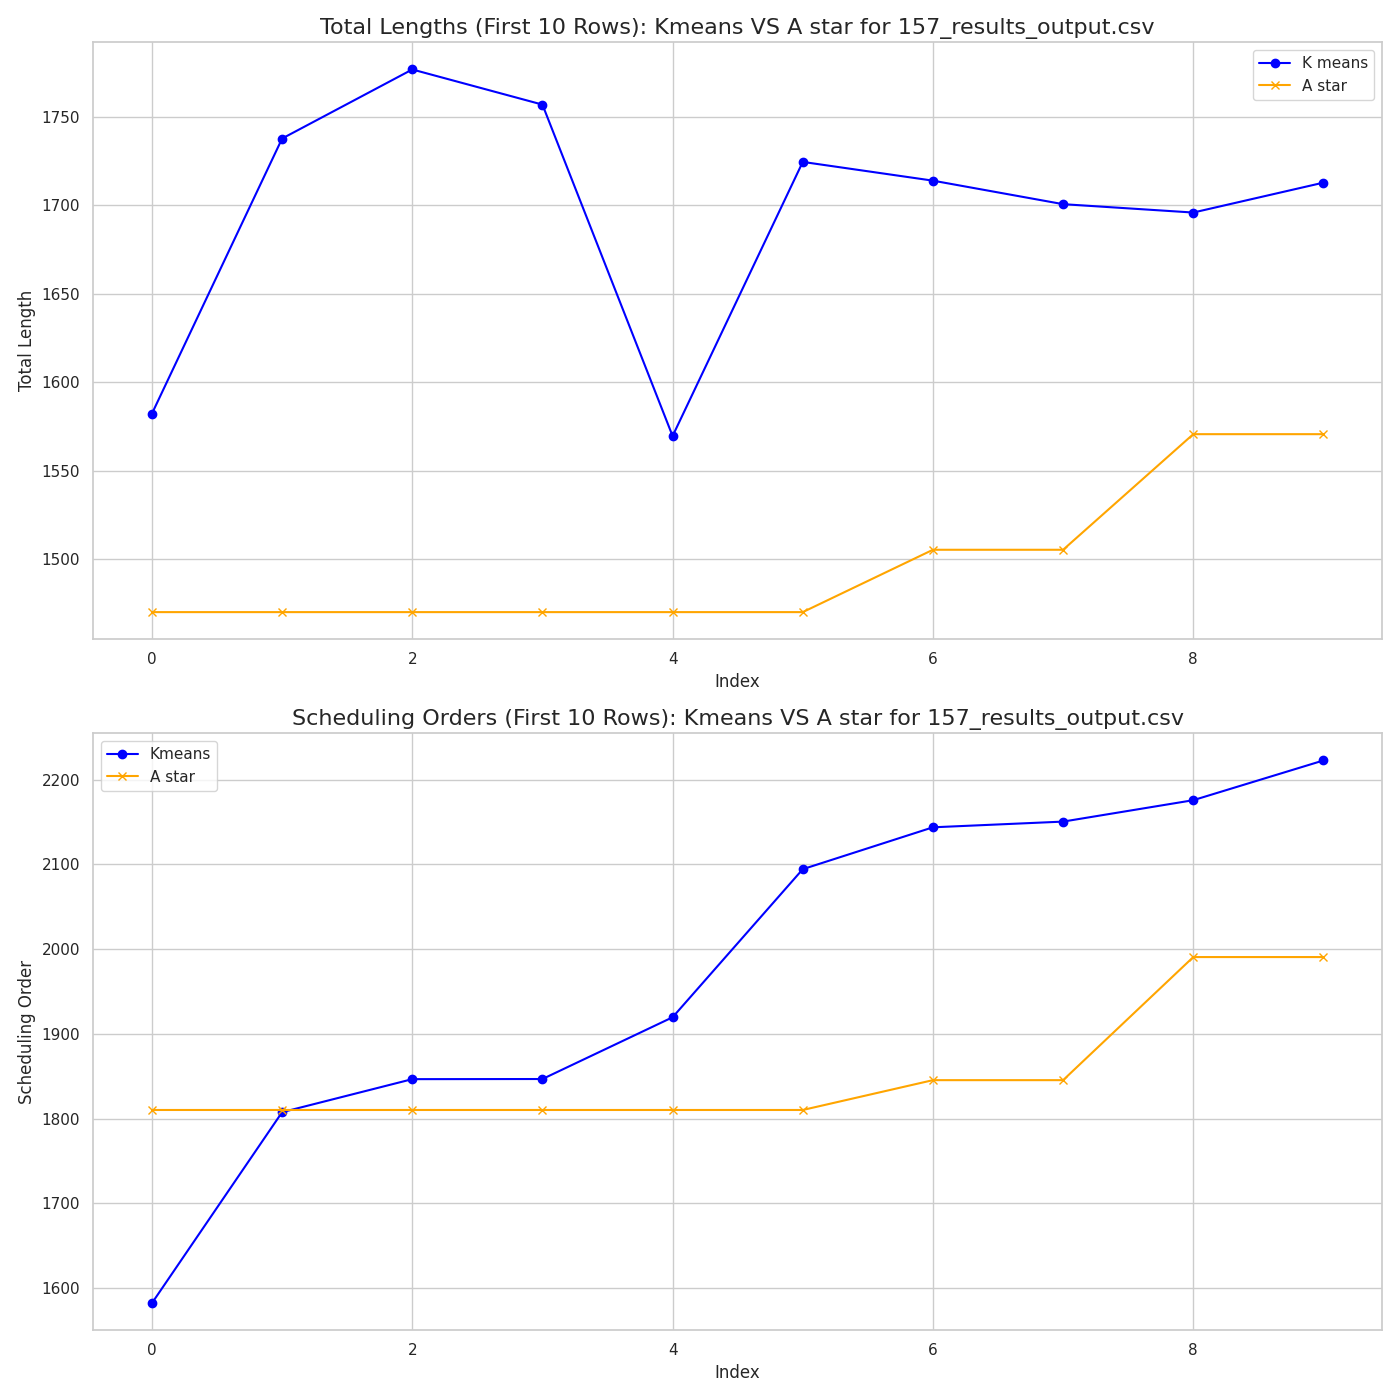 Total Lengths (First 10 Rows): Kmeans VS A star for 157_results_output.csv
K means
A star
Total Length
1750
1700
1650
1600
1550
1500
0 2 4 6 8
Index
Scheduling Orders (First 10 Rows): Kmeans VS A star for 157_results_output.csv
Kmeans
A star
Scheduling Order
2200
2100
2000
1900
1800
1700
1600
0 2 4 6 8
Index